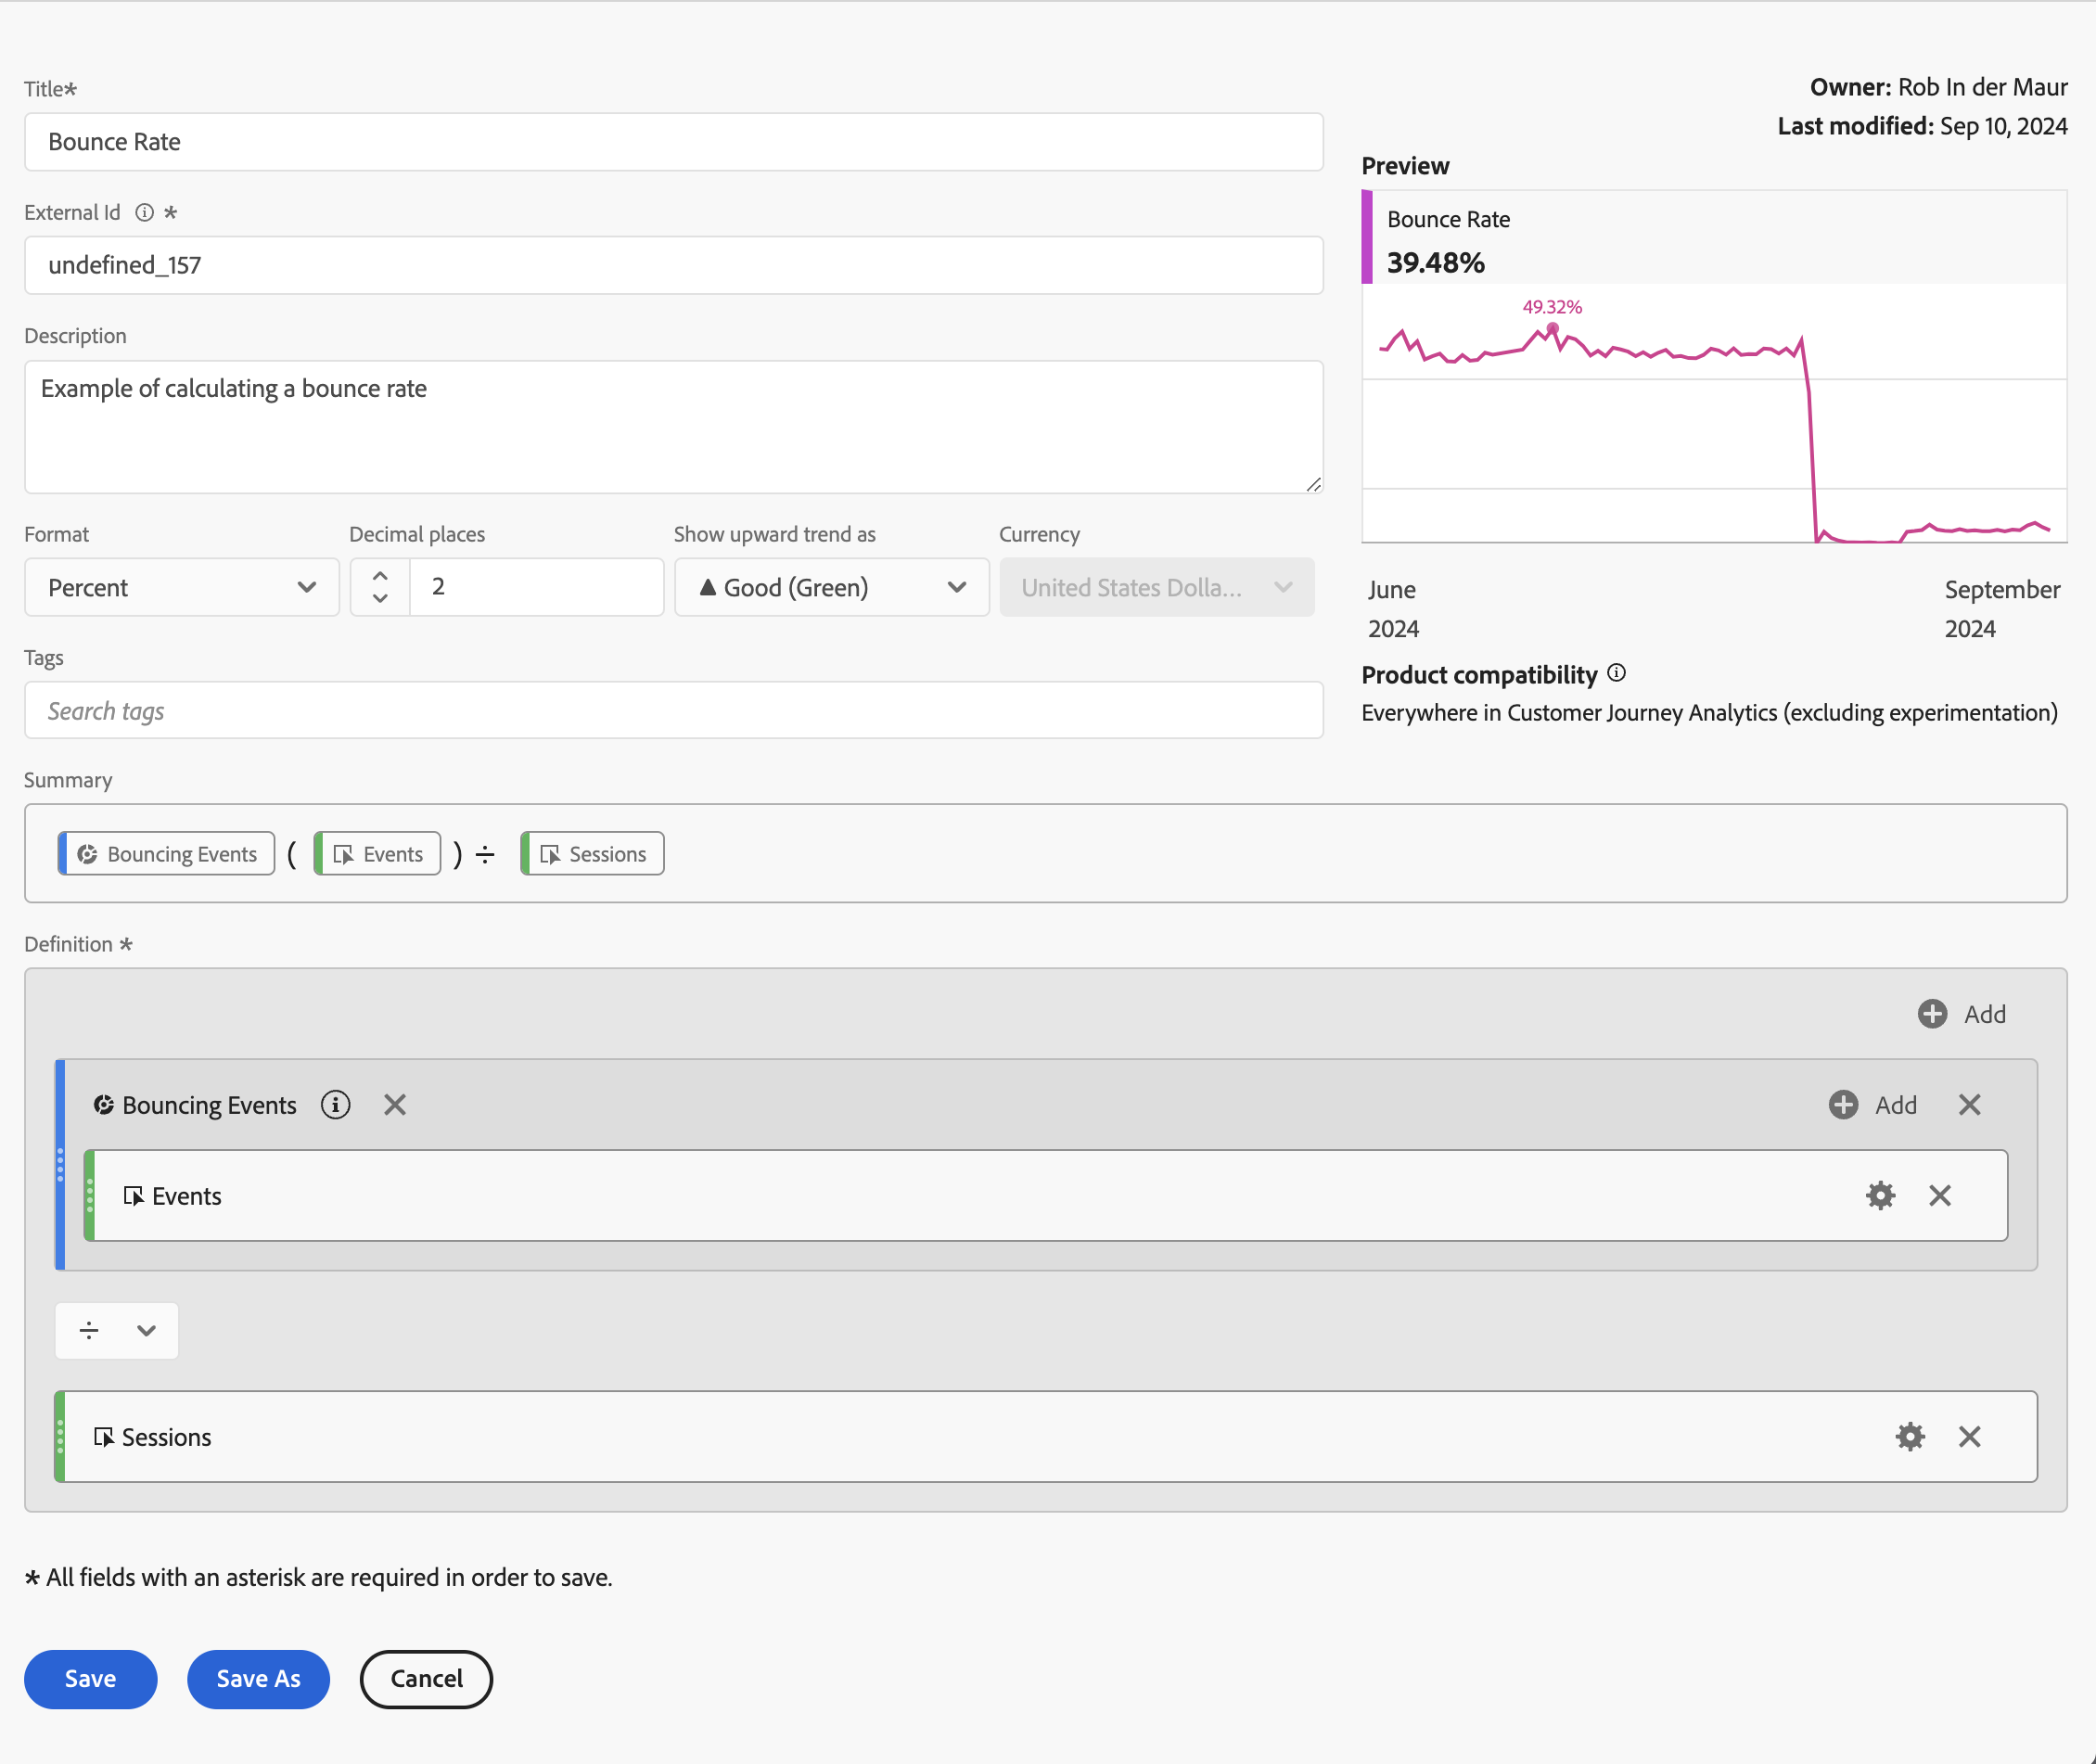 Title*
Bounce Rate
External Id *
undefined_157
Description
Example of calculating a bounce rate
Format
Decimal places
Show upward trend as
Currency
Percent
2
Good (Green)
United States Dolla...
Tags
Search tags
Owner: Rob In der Maur
Last modified: Sep 10, 2024
Preview
Bounce Rate
39.48%
49.32%
June
2024
September
2024
Product compatibility
Everywhere in Customer Journey Analytics (excluding experimentation)
Summary
Bouncing Events ( Events ) ÷ Sessions
Definition *
Add
Bouncing Events
Add
Events
÷
Sessions
* All fields with an asterisk are required in order to save.
Save
Save As
Cancel